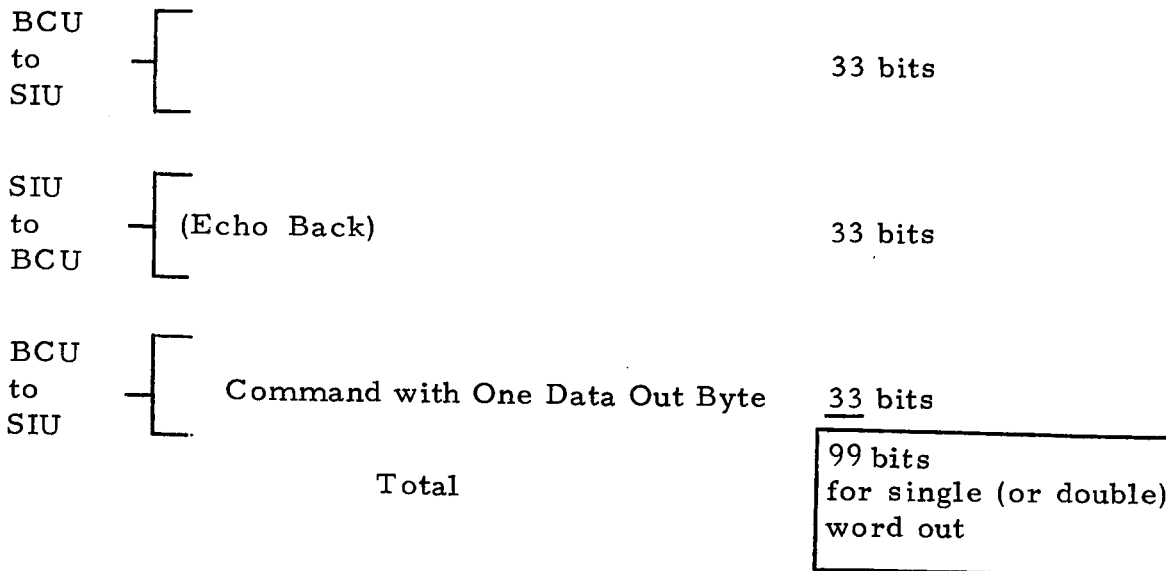 BCU
to
SIU
33 bits
SIU
to
BCU
(Echo Back)
33 bits
BCU
to
SIU
Command with One Data Out Byte
33 bits
Total
99 bits
for single (or double)
word out